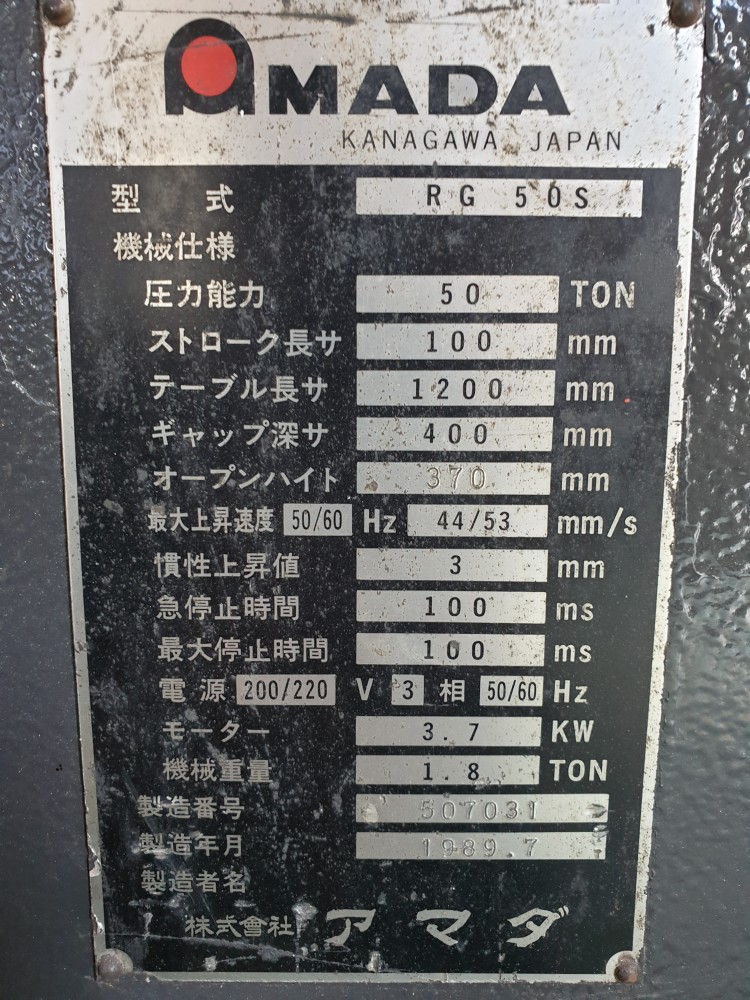 AMADA
KANAGAWA JAPAN
型式 RG 50S
機械仕様
圧力能力 50 TON
ストローク長サ 100 mm
テーブル長サ 1200 mm
ギャップ深サ 400 mm
オープンハイト 370 mm
最大上昇速度 50/60 Hz 44/53 mm/s
慣性上昇値 3 mm
急停止時間 100 ms
最大停止時間 100 ms
電源 200/220 V 3 相 50/60 Hz
モーター 3.7 KW
機械重量 1.8 TON
製造番号 507031
製造年月 1989.7
製造者名
株式會社 アマダ